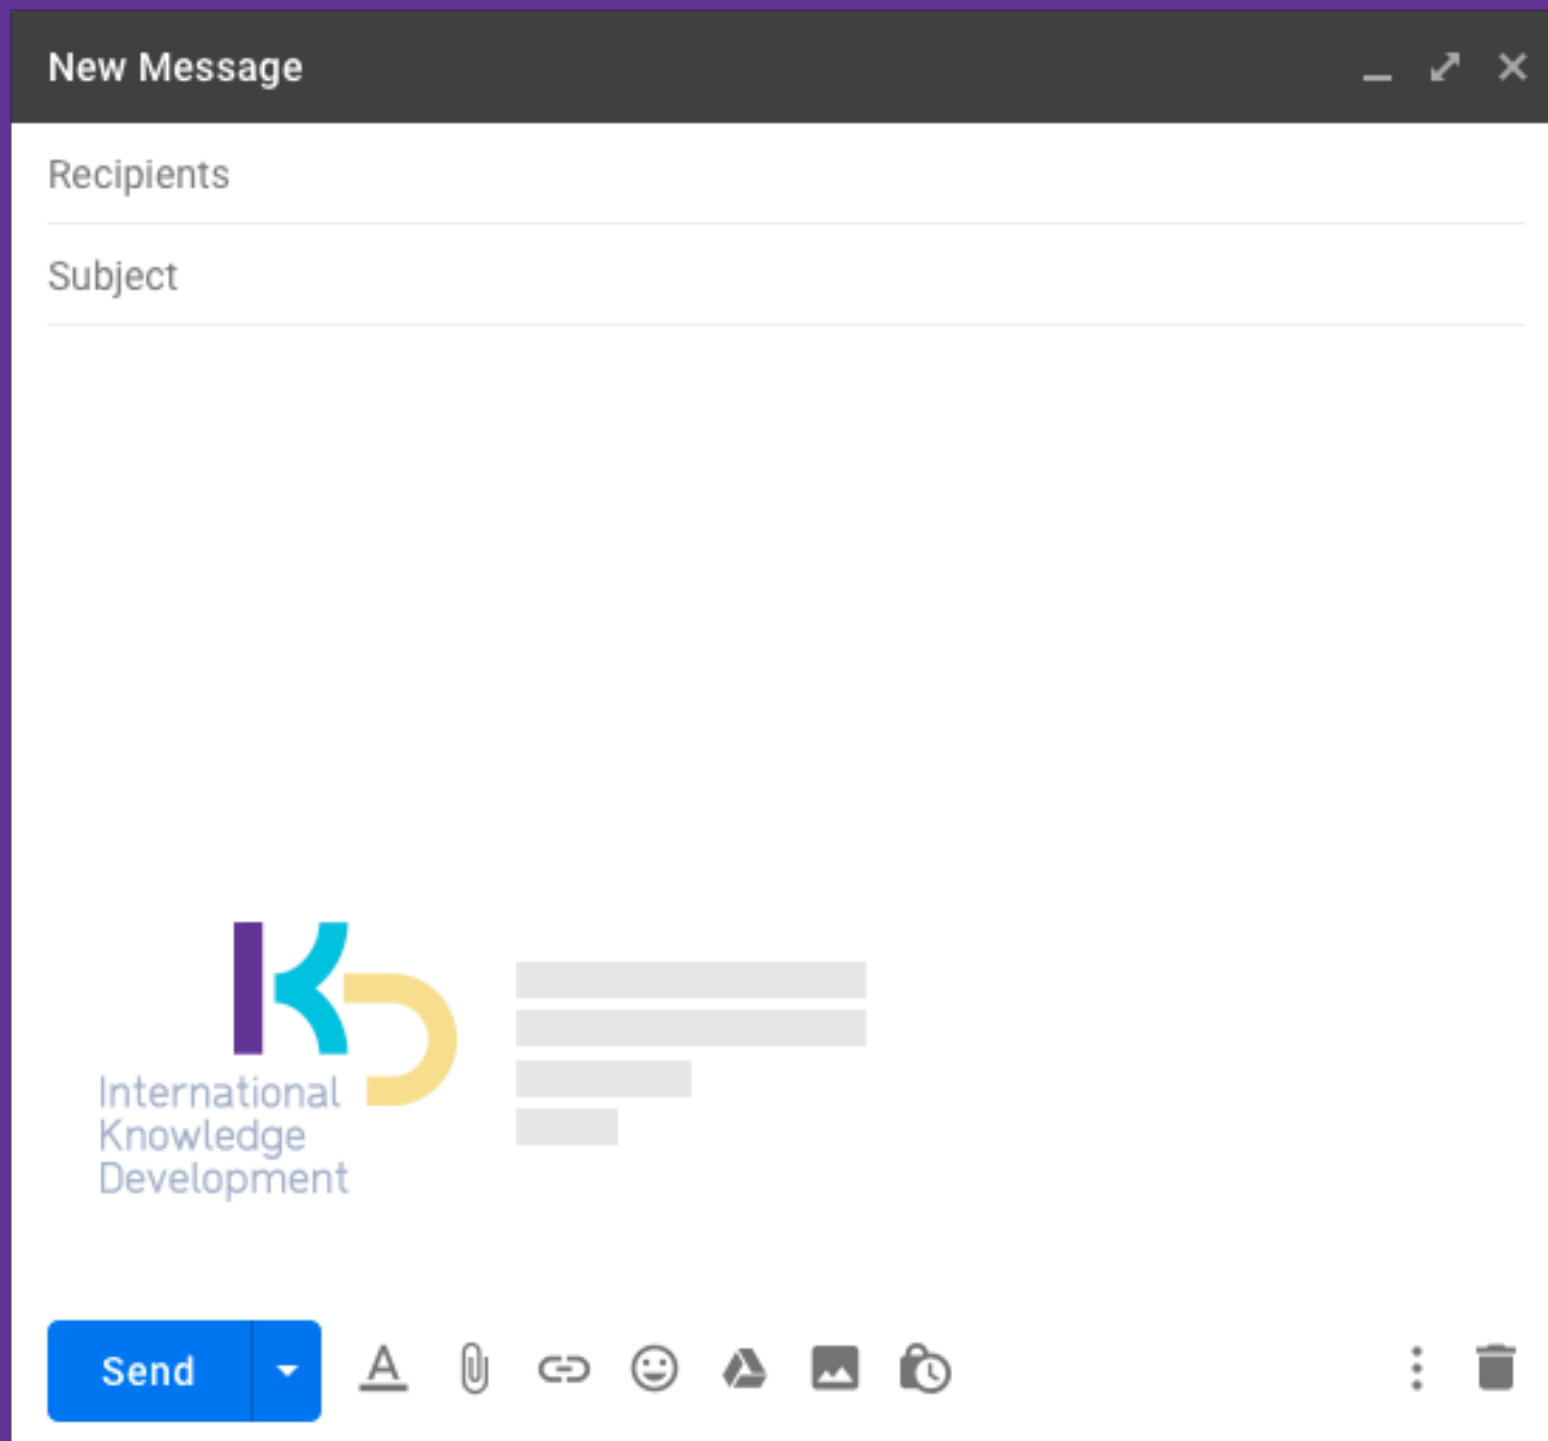 New Message
Recipients
Subject
International
Knowledge
Development
Send